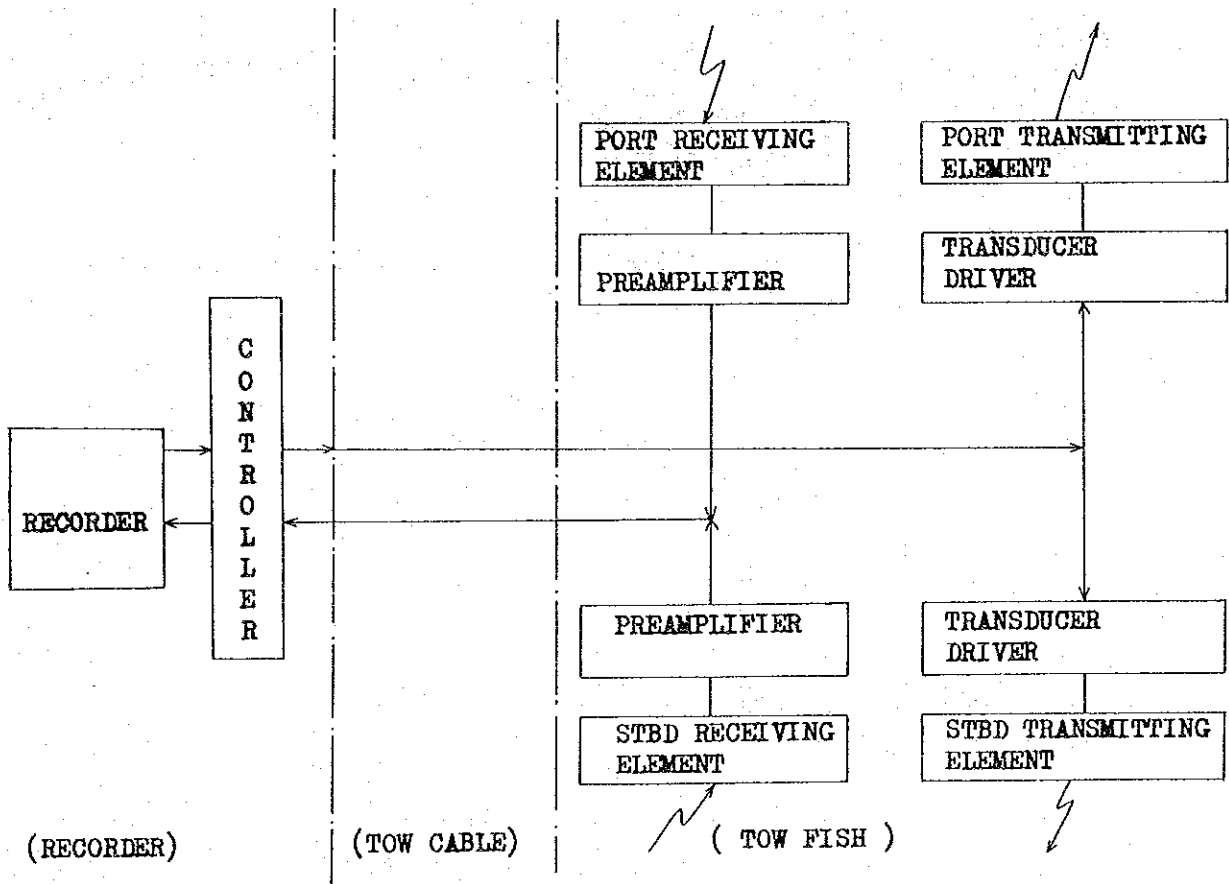 PORT RECEIVING
ELEMENT
PORT TRANSMITTING
ELEMENT
PREAMPLIFIER
TRANSDUCER
DRIVER
CONTROLLER
RECORDER
PREAMPLIFIER
TRANSDUCER
DRIVER
STBD RECEIVING
ELEMENT
STBD TRANSMITTING
ELEMENT
(RECORDER)
(TOW CABLE)
( TOW FISH )